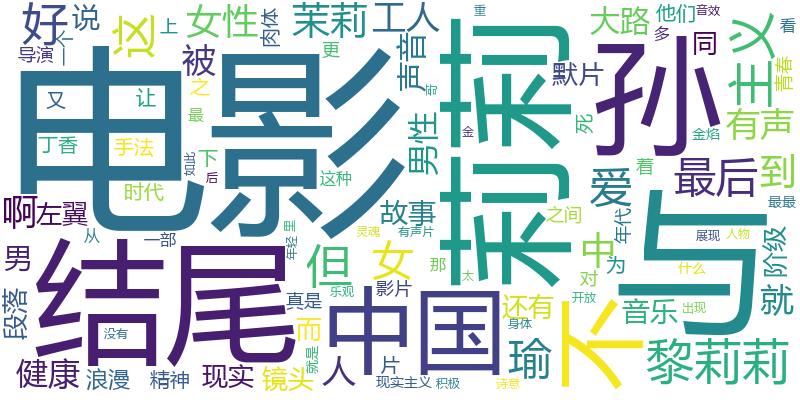 好
说
女性
上
茉莉
肉体
工人
他们
音效
重
大路
多
看
这
更
声音
莉莉
导演
个
一
被
之
电影
孙
同
主义
青春
默片
又
让
最
奇
金
死
金焰
有声
丁香
手法
如此
男性
时代
下
后
这种
爱
最后
到
啊
左翼
故事
着
最最
从
一部
里
有声片
与
之间
年代
展现
人物
阶级
年轻
灵魂
那
太
中
为
男
但
女
对
什么
就
段落
结尾
影片
乐观
中国
还有
开放
不
音乐
出现
没有
真是
而
就是
身体
瑜
黎莉莉
健康
浪漫
精神
现实
镜头
人
片
现实主义
积极
诗意